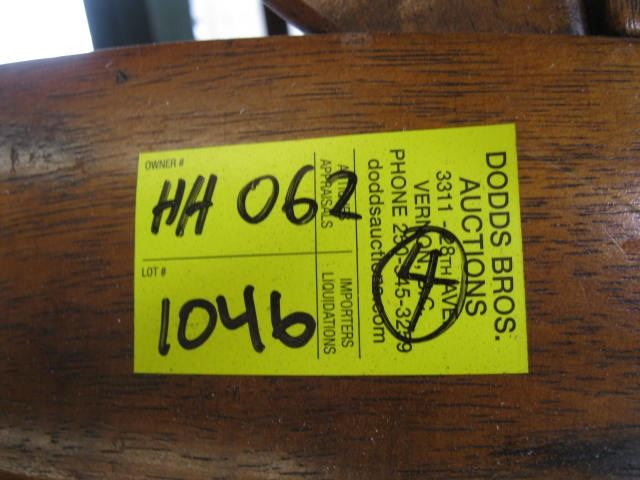 DODDS BROS.
AUCTIONS
3311 - 28TH AVE
VERNON, B.C.
PHONE 250-545-3259
doddsauction.com
APPRAISALS
IMPORTERS
LIQUIDATIONS
OWNER #
HH 062
LOT #
1046
4